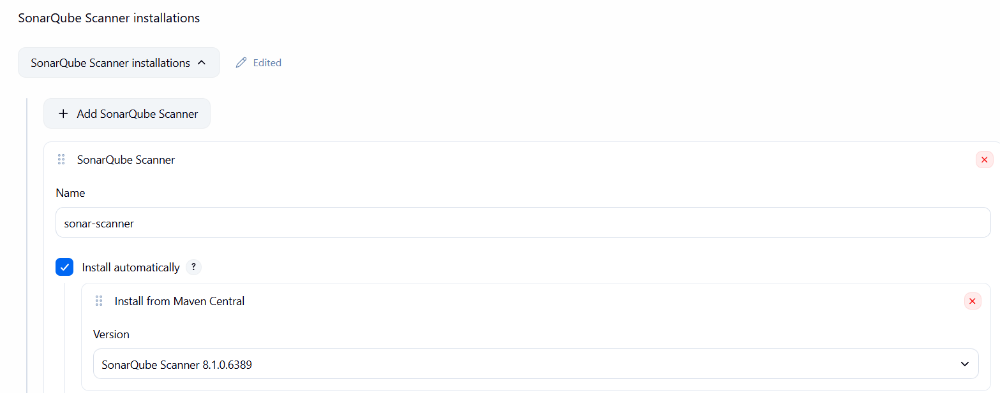 SonarQube Scanner installations
SonarQube Scanner installations
Edited
Add SonarQube Scanner
SonarQube Scanner
Name
sonar-scanner
Install automatically ?
Install from Maven Central
Version
SonarQube Scanner 8.1.0.6389